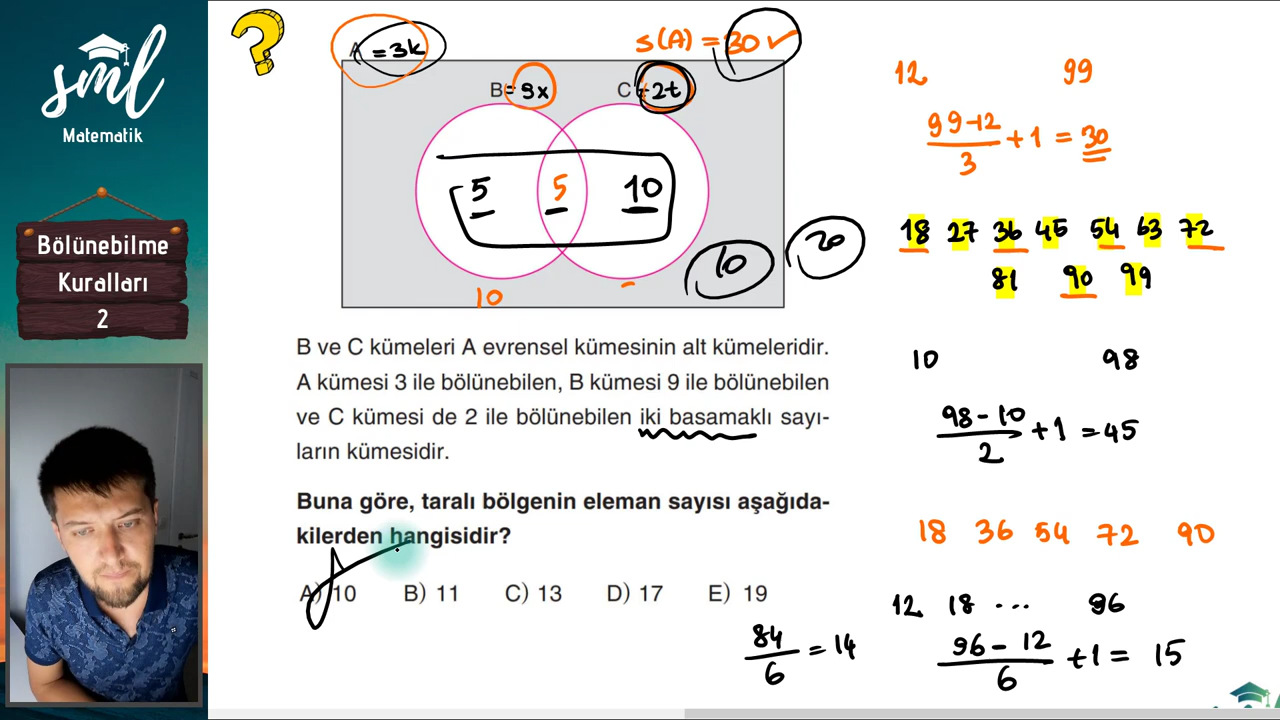 sml
Matematik
Bölünebilme
Kuralları
2
?
A = 3k
s(A) = 30 ✓
B = 9x
C = 2t
5 5 10
10 -
10 20
B ve C kümeleri A evrensel kümesinin alt kümeleridir.
A kümesi 3 ile bölünebilen, B kümesi 9 ile bölünebilen
ve C kümesi de 2 ile bölünebilen iki basamaklı sayı-
ların kümesidir.
Buna göre, taralı bölgenin eleman sayısı aşağıda-
kilerden hangisidir?
A) 10 B) 11 C) 13 D) 17 E) 19
84/6 = 14
12 99
99-12/3 + 1 = 30
18 27 36 45 54 63 72
81 90 99
10 98
98-10/2 + 1 = 45
18 36 54 72 90
12 18 ... 96
96-12/6 + 1 = 15